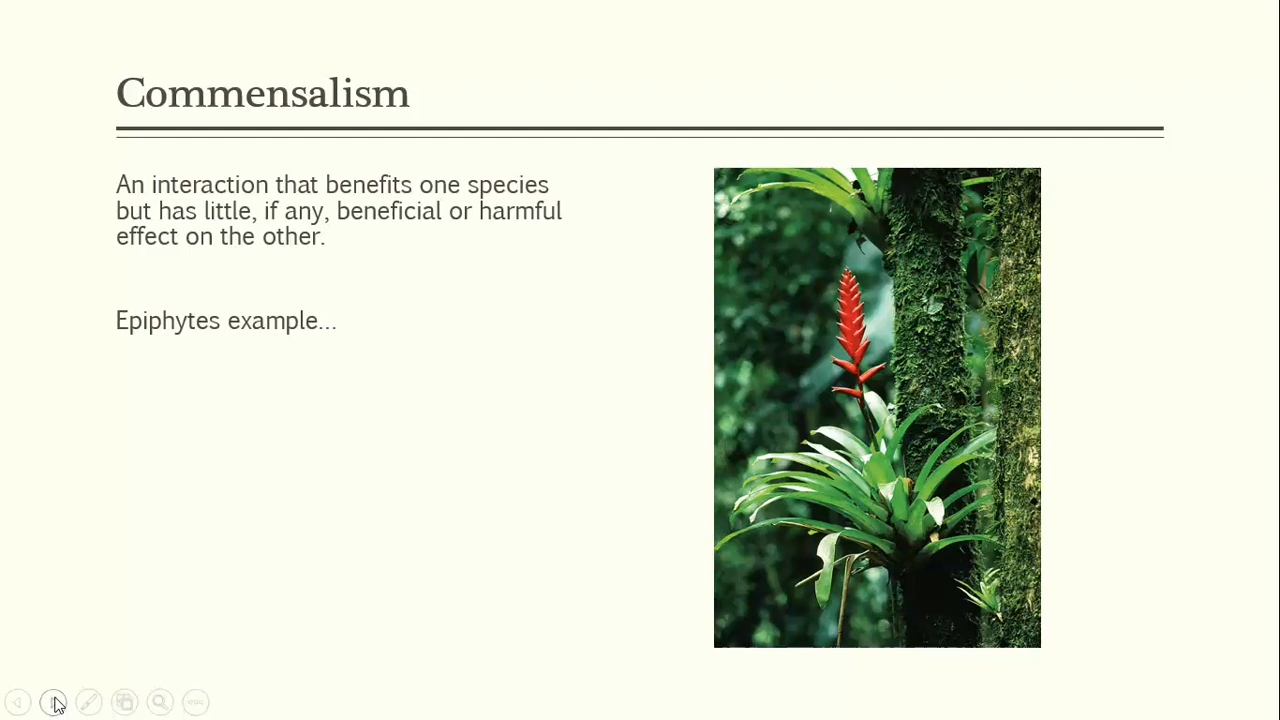 Commensalism
An interaction that benefits one species
but has little, if any, beneficial or harmful
effect on the other.
Epiphytes example...